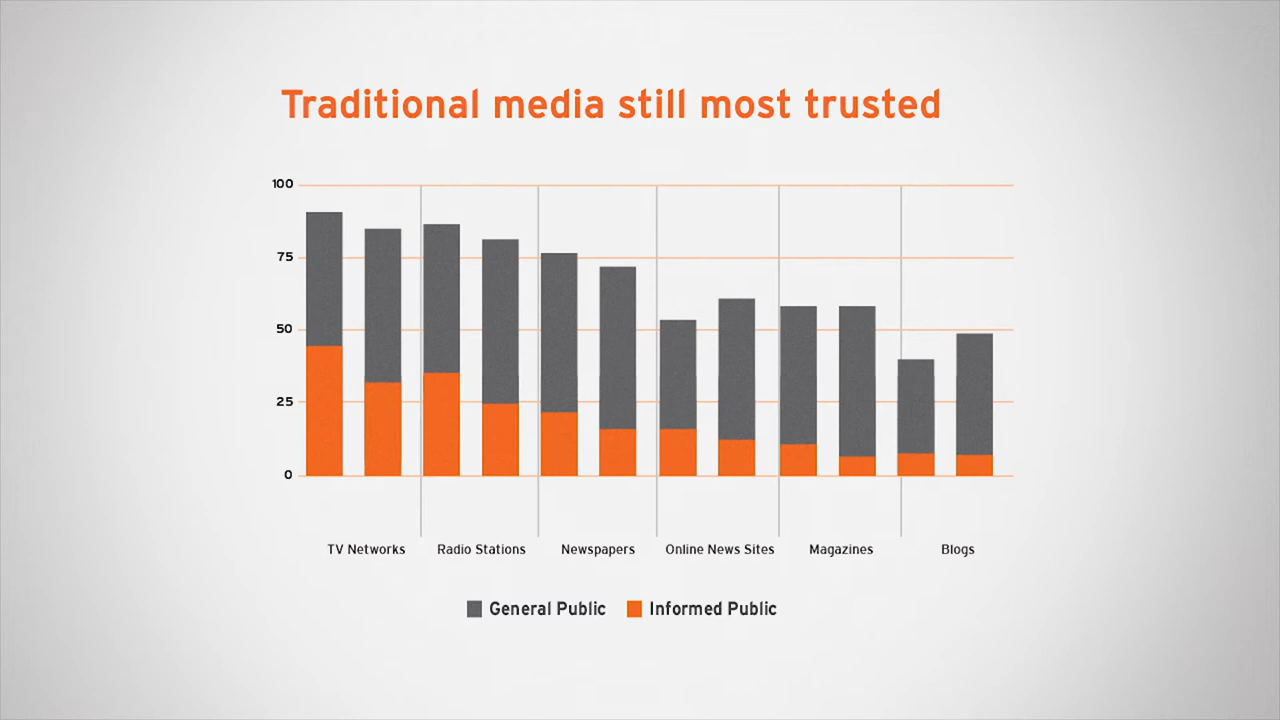 Traditional media still most trusted
100
75
50
25
0
TV Networks Radio Stations Newspapers Online News Sites Magazines Blogs
General Public Informed Public